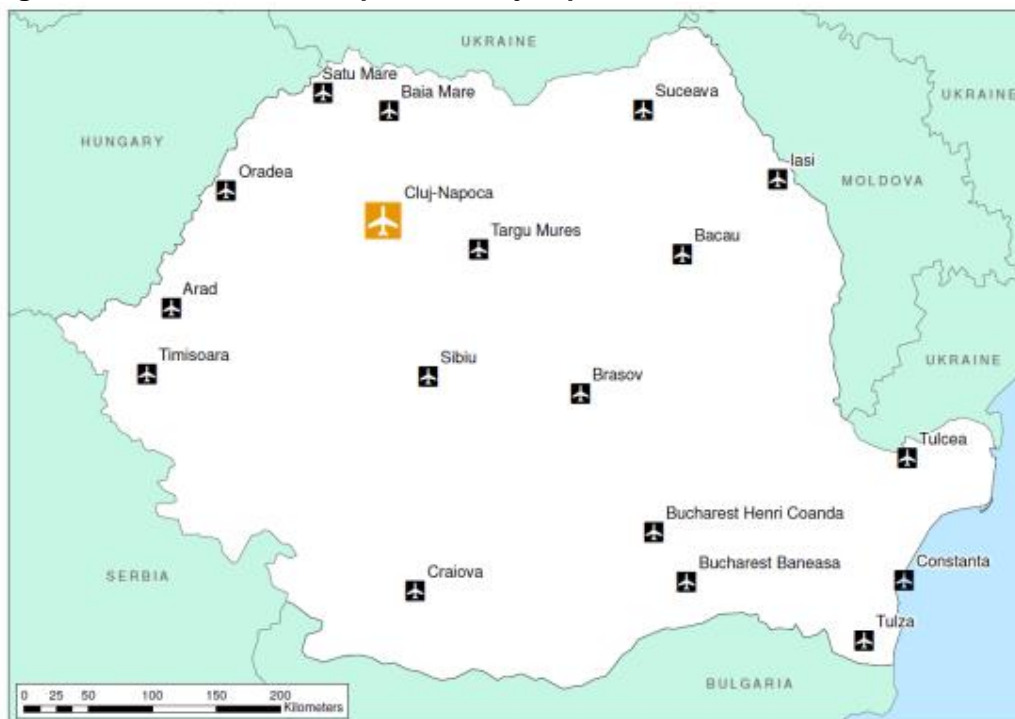 UKRAINE
Satu Mare
Baia Mare
Suceava
UKRAINE
HUNGARY
Iasi
Oradea
MOLDOVA
Cluj-Napoca
Targu Mures
Bacau
Arad
Timisoara
Sibiu
UKRAINE
Brasov
Tulcea
Bucharest Henri Coanda
Bucharest Baneasa
Constanta
SERBIA
Craiova
Tulza
BULGARIA
0 25 50 100 150 200
Kilometers